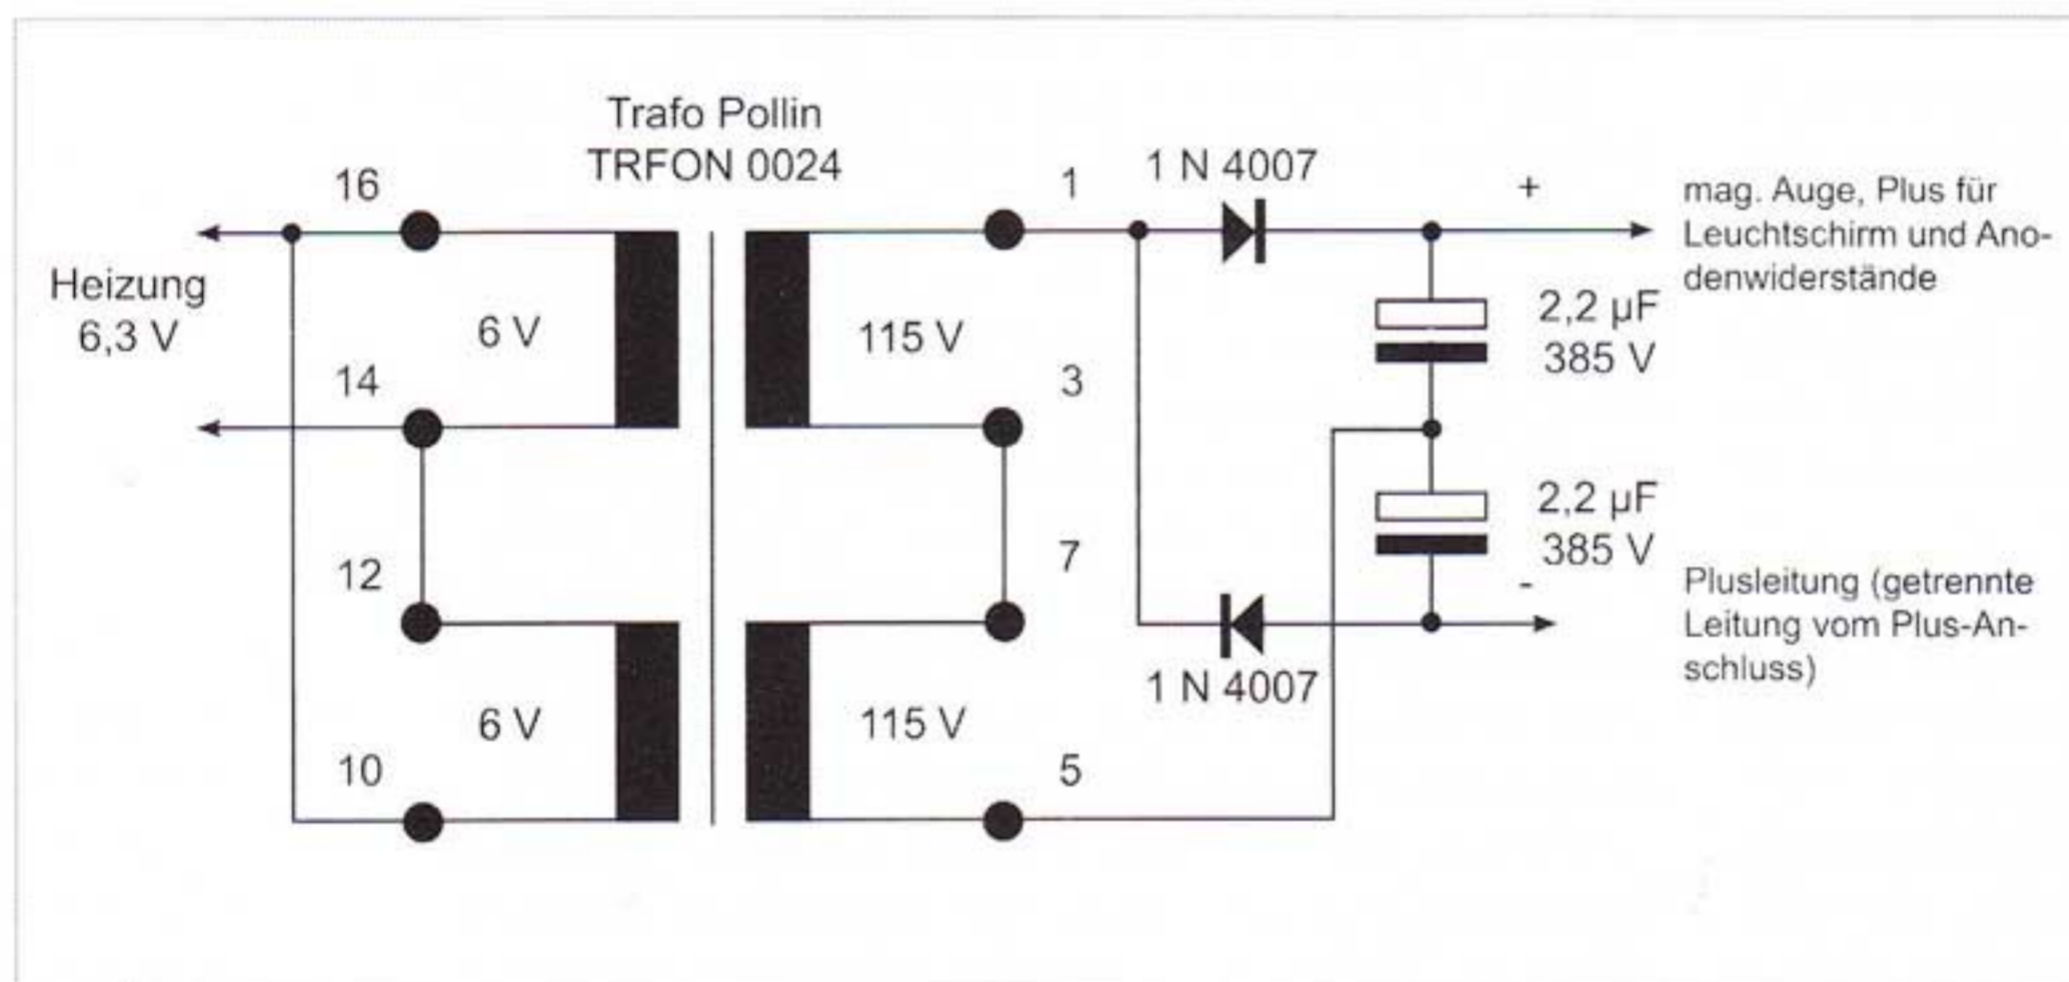 Trafo Pollin
TRFON 0024
16
1
1 N 4007
+
mag. Auge, Plus für
Leuchtschirm und Ano-
denwiderstände
Heizung
6,3 V
6 V
115 V
2,2 µF
385 V
14
3
12
7
2,2 µF
385 V
-
Plusleitung (getrennte
Leitung vom Plus-An-
schluss)
1 N 4007
6 V
115 V
10
5